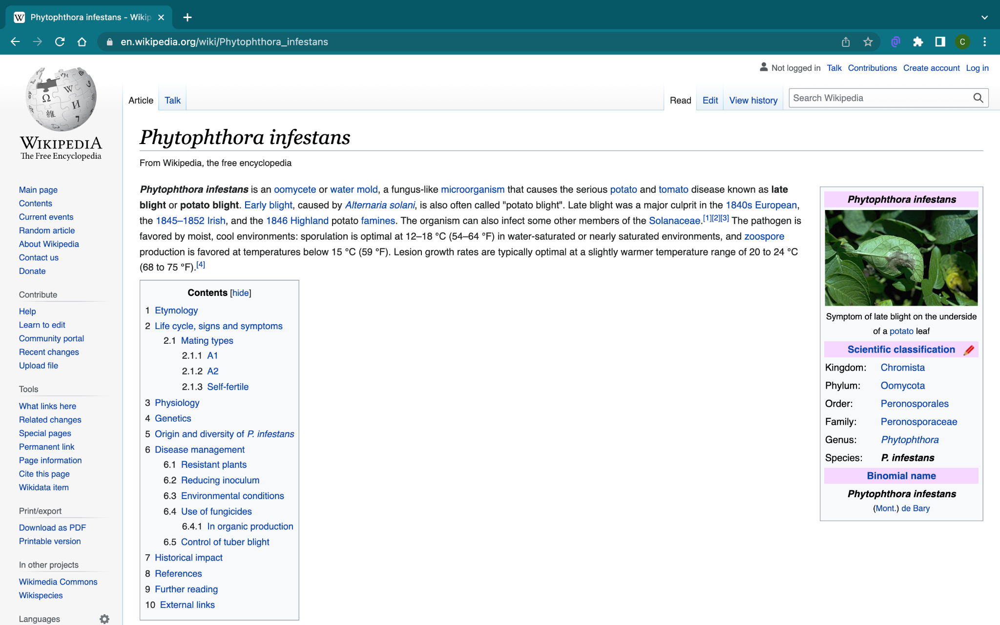 Phytophthora infestans - Wikip
en.wikipedia.org/wiki/Phytophthora_infestans
C
Not logged in Talk Contributions Create account Log in
Article Talk
Read Edit View history Search Wikipedia
WIKIPEDIA
The Free Encyclopedia
Main page
Contents
Current events
Random article
About Wikipedia
Contact us
Donate
Contribute
Help
Learn to edit
Community portal
Recent changes
Upload file
Tools
What links here
Related changes
Special pages
Permanent link
Page information
Cite this page
Wikidata item
Print/export
Download as PDF
Printable version
In other projects
Wikimedia Commons
Wikispecies
Languages
Phytophthora infestans
From Wikipedia, the free encyclopedia
Phytophthora infestans is an oomycete or water mold, a fungus-like microorganism that causes the serious potato and tomato disease known as late
blight or potato blight. Early blight, caused by Alternaria solani, is also often called "potato blight". Late blight was a major culprit in the 1840s European,
the 1845–1852 Irish, and the 1846 Highland potato famines. The organism can also infect some other members of the Solanaceae.[1][2][3] The pathogen is
favored by moist, cool environments: sporulation is optimal at 12–18 °C (54–64 °F) in water-saturated or nearly saturated environments, and zoospore
production is favored at temperatures below 15 °C (59 °F). Lesion growth rates are typically optimal at a slightly warmer temperature range of 20 to 24 °C
(68 to 75 °F).[4]
Contents [hide]
1 Etymology
2 Life cycle, signs and symptoms
2.1 Mating types
2.1.1 A1
2.1.2 A2
2.1.3 Self-fertile
3 Physiology
4 Genetics
5 Origin and diversity of P. infestans
6 Disease management
6.1 Resistant plants
6.2 Reducing inoculum
6.3 Environmental conditions
6.4 Use of fungicides
6.4.1 In organic production
6.5 Control of tuber blight
7 Historical impact
8 References
9 Further reading
10 External links
Phytophthora infestans
Symptom of late blight on the underside
of a potato leaf
Scientific classification
Kingdom: Chromista
Phylum: Oomycota
Order: Peronosporales
Family: Peronosporaceae
Genus: Phytophthora
Species: P. infestans
Binomial name
Phytophthora infestans
(Mont.) de Bary